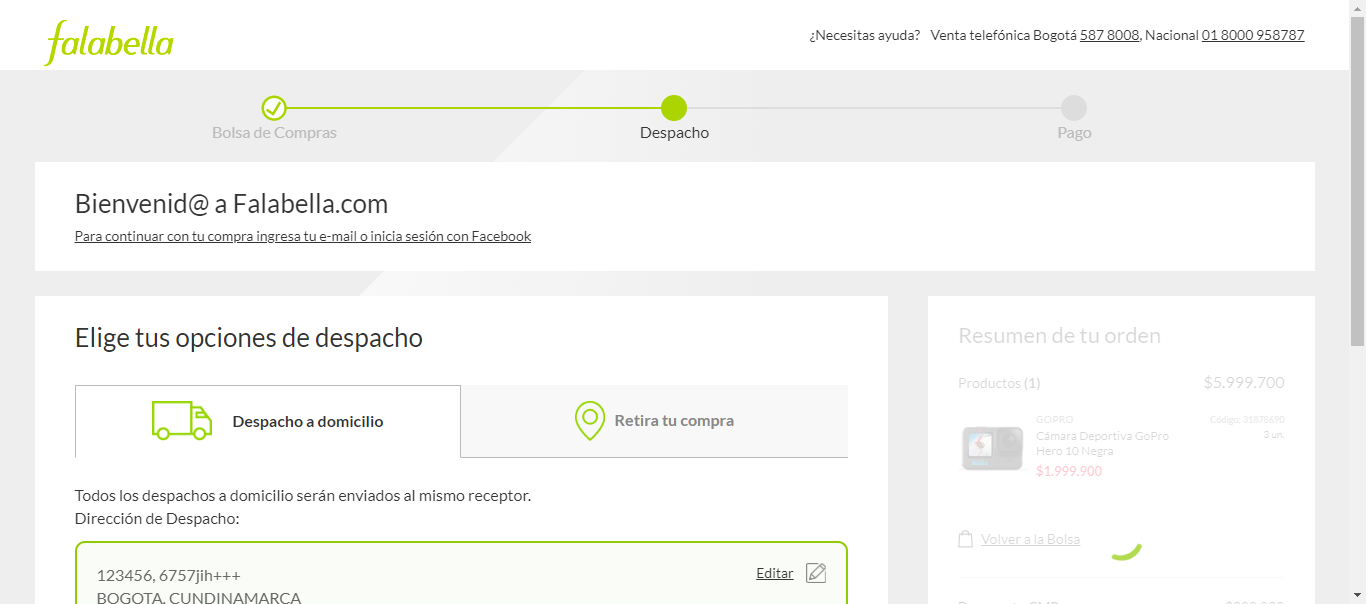 falabella
¿Necesitas ayuda? Venta telefónica Bogotá 587 8008, Nacional 01 8000 958787
Bolsa de Compras
Despacho
Pago
Bienvenid@ a Falabella.com
Para continuar con tu compra ingresa tu e-mail o inicia sesión con Facebook
Elige tus opciones de despacho
Despacho a domicilio
Retira tu compra
Todos los despachos a domicilio serán enviados al mismo receptor.
Dirección de Despacho:
123456, 6757jih+++
Editar
BOGOTA, CUNDINAMARCA
Resumen de tu orden
Productos (1) $5.999.700
GOPRO Código: 31878690
Cámara Deportiva GoPro 3 un.
Hero 10 Negra
$1.999.900
Volver a la Bolsa